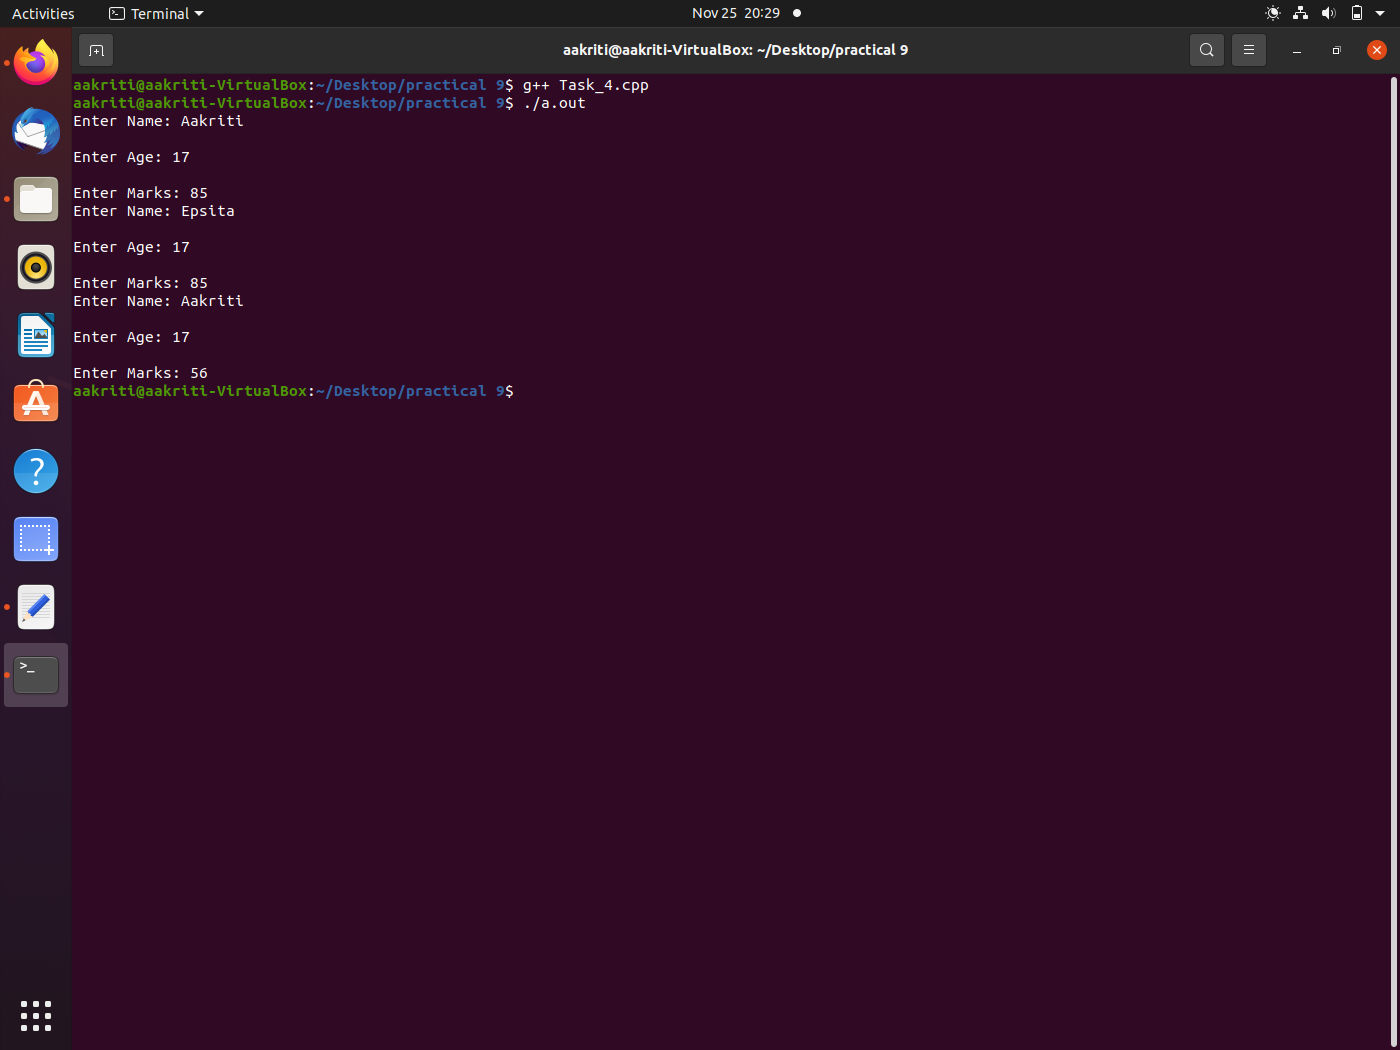 Activities
Terminal
Nov 25 20:29
aakriti@aakriti-VirtualBox: ~/Desktop/practical 9
aakriti@aakriti-VirtualBox:~/Desktop/practical 9$ g++ Task_4.cpp
aakriti@aakriti-VirtualBox:~/Desktop/practical 9$ ./a.out
Enter Name: Aakriti
Enter Age: 17
Enter Marks: 85
Enter Name: Epsita
Enter Age: 17
Enter Marks: 85
Enter Name: Aakriti
Enter Age: 17
Enter Marks: 56
aakriti@aakriti-VirtualBox:~/Desktop/practical 9$